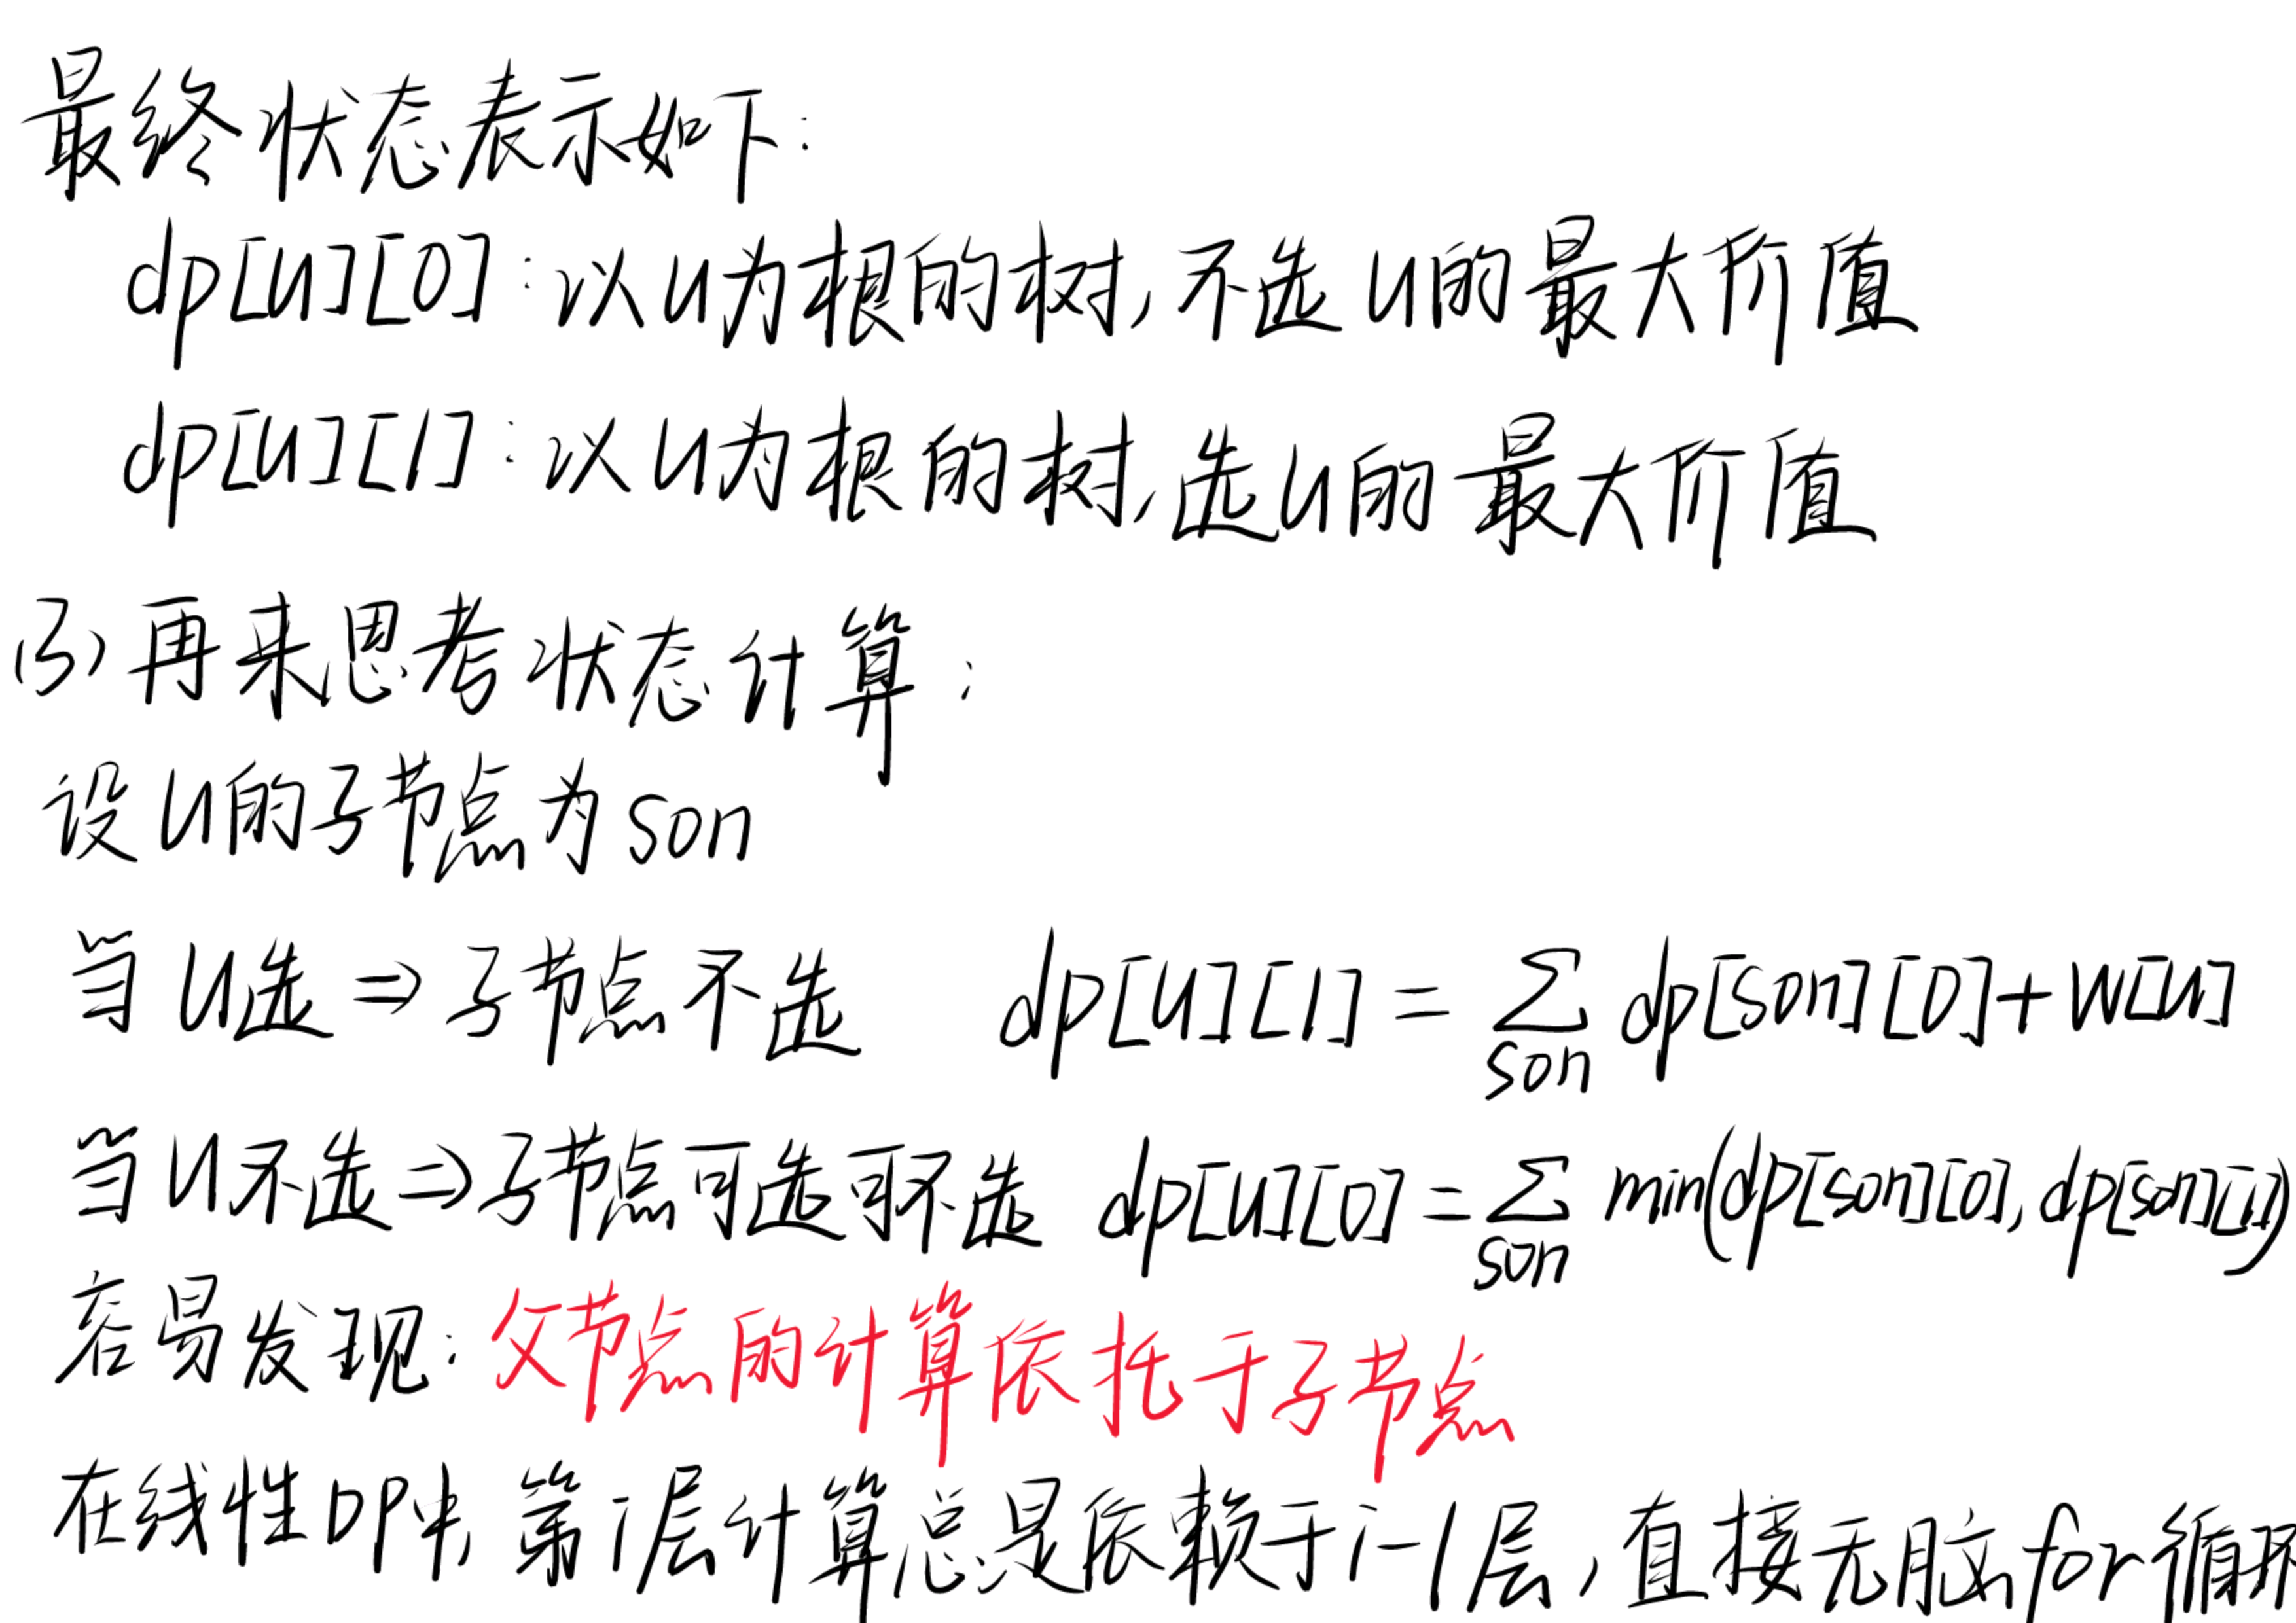 最终状态表示如下：
dp[u][0]：以u为根的树，不选u的最大价值
dp[u][1]：以u为根的树，选u的最大价值
(3) 再来思考状态计算：
设u的子节点为son
当u选⇒子节点不选 dp[u][1] = ∑son dp[son][0] + w[u]
当u不选⇒子节点可选可不选 dp[u][0] = ∑son min(dp[son][0], dp[son][1])
容易发现：父节点的计算依托于子节点
在线性DP中，第i层计算总是依赖于i-1层，直接无脑for循环